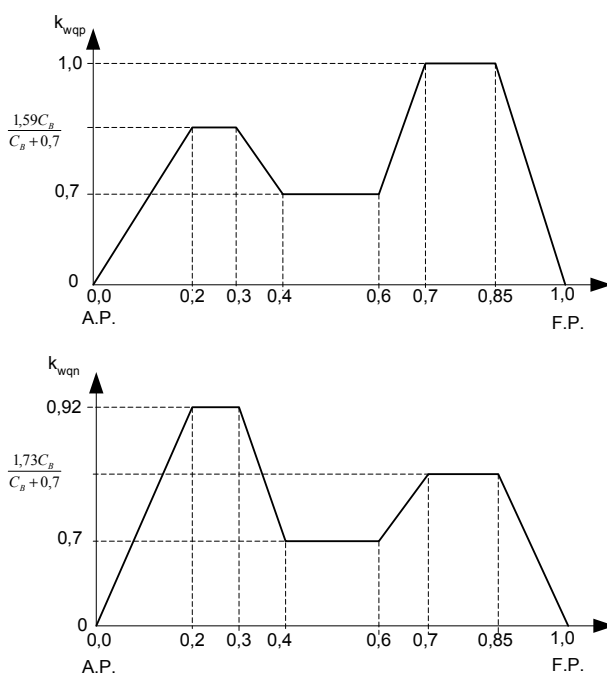 k_wqp
1,0
1,59C_B
C_B + 0,7
0,7
0
0,0 0,2 0,3 0,4 0,6 0,7 0,85 1,0
A.P. F.P.
k_wqn
0,92
1,73C_B
C_B + 0,7
0,7
0
0,0 0,2 0,3 0,4 0,6 0,7 0,85 1,0
A.P. F.P.